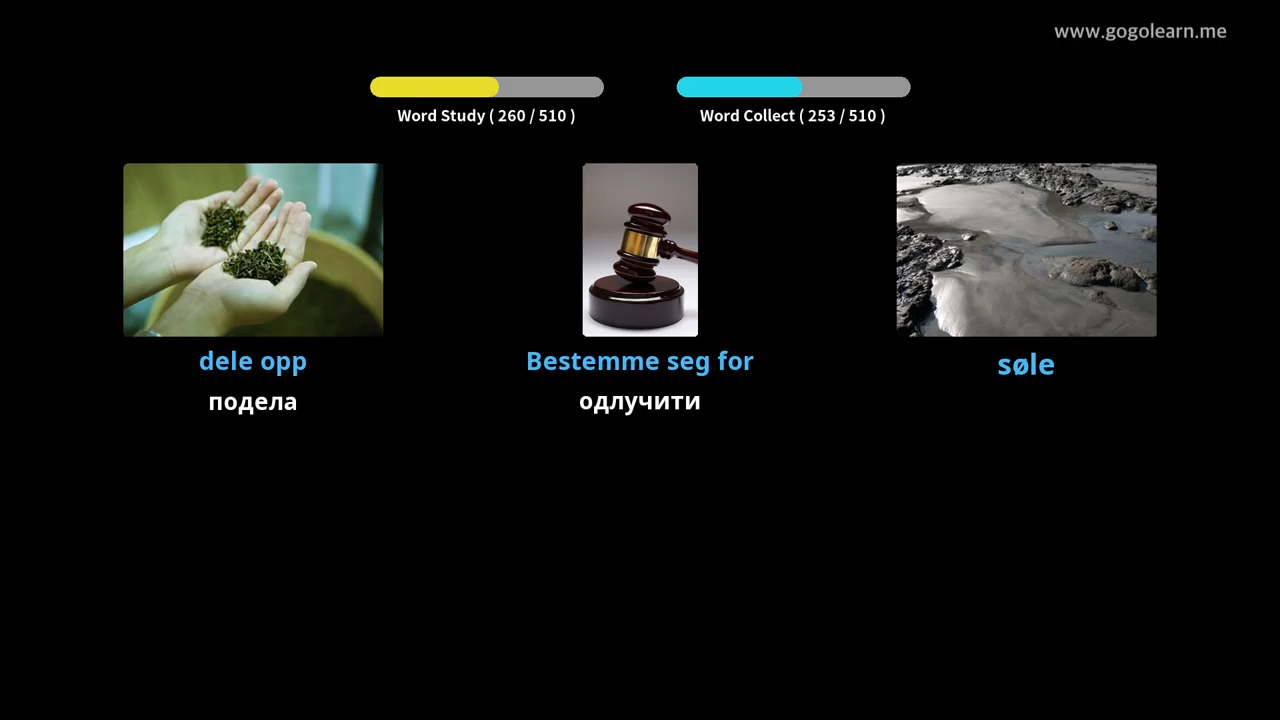 www.gogolearn.me
Word Study ( 260 / 510 )
Word Collect ( 253 / 510 )
dele opp
Bestemme seg for
søle
подела
одлучити